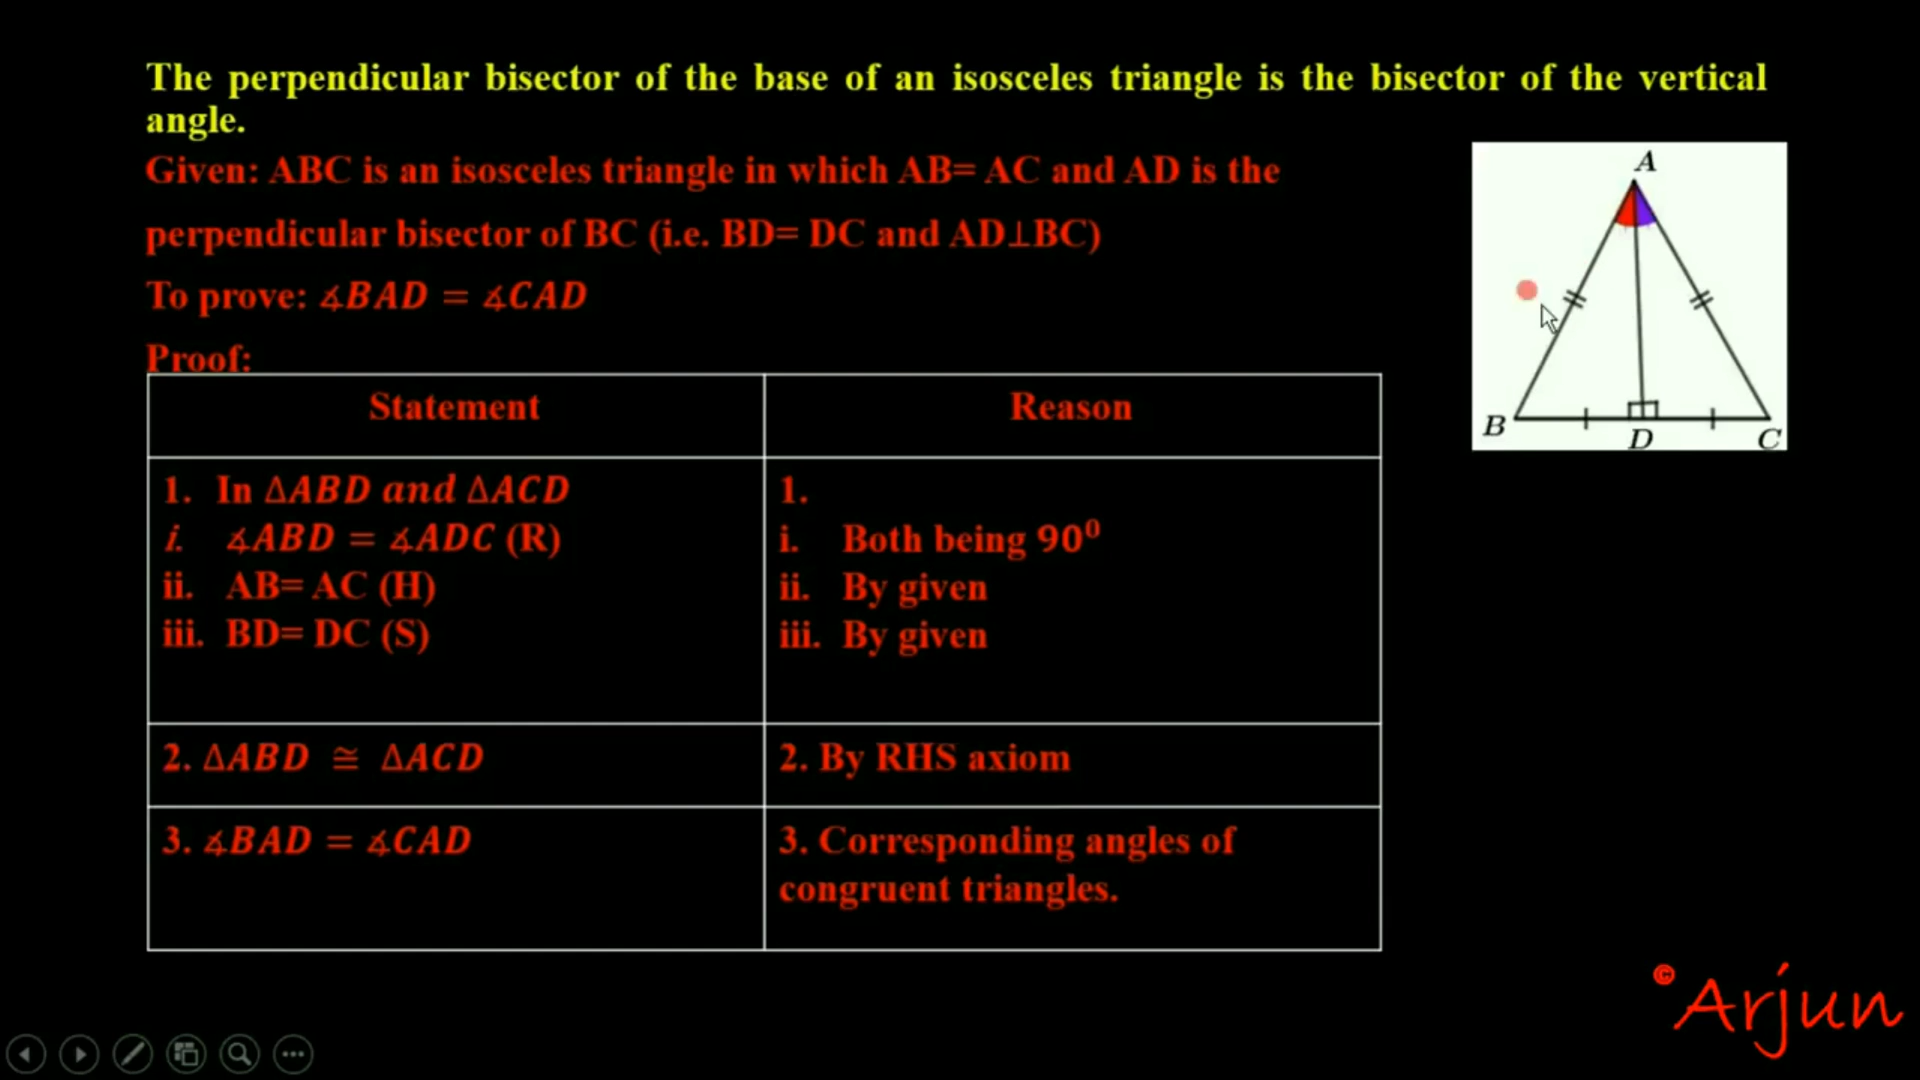 The perpendicular bisector of the base of an isosceles triangle is the bisector of the vertical
angle.
Given: ABC is an isosceles triangle in which AB= AC and AD is the
perpendicular bisector of BC (i.e. BD= DC and AD⊥BC)
To prove: ∡BAD = ∡CAD
Proof:
Statement
Reason
1. In ∆ABD and ∆ACD
i. ∡ABD = ∡ADC (R)
ii. AB= AC (H)
iii. BD= DC (S)
1.
i. Both being 90⁰
ii. By given
iii. By given
2. ∆ABD ≅ ∆ACD
2. By RHS axiom
3. ∡BAD = ∡CAD
3. Corresponding angles of
congruent triangles.
A
B
D
C
© Arjun